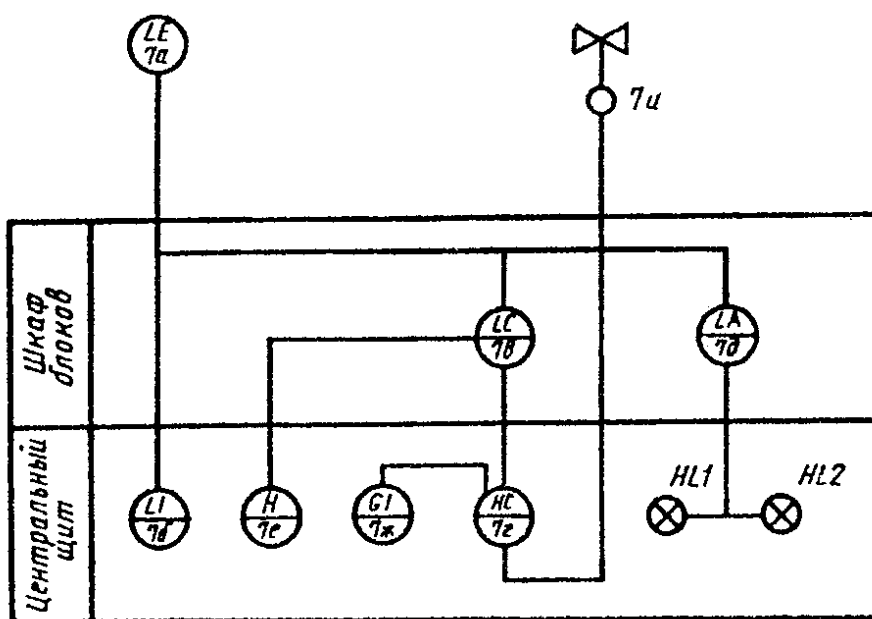 LE
7а
7и
Шкаф
блоков
LC
7в
LA
7д
Центральный
щит
LI
7б
H
7е
GI
7ж
HC
7г
HL1
HL2